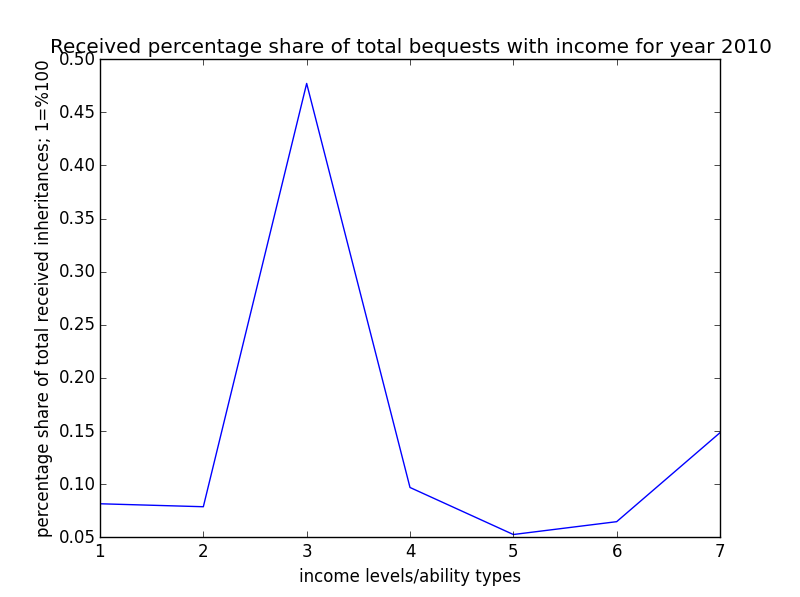 Received percentage share of total bequests with income for year 2010
percentage share of total received inheritances; 1=%100
0.50
0.45
0.40
0.35
0.30
0.25
0.20
0.15
0.10
0.05
1 2 3 4 5 6 7
income levels/ability types